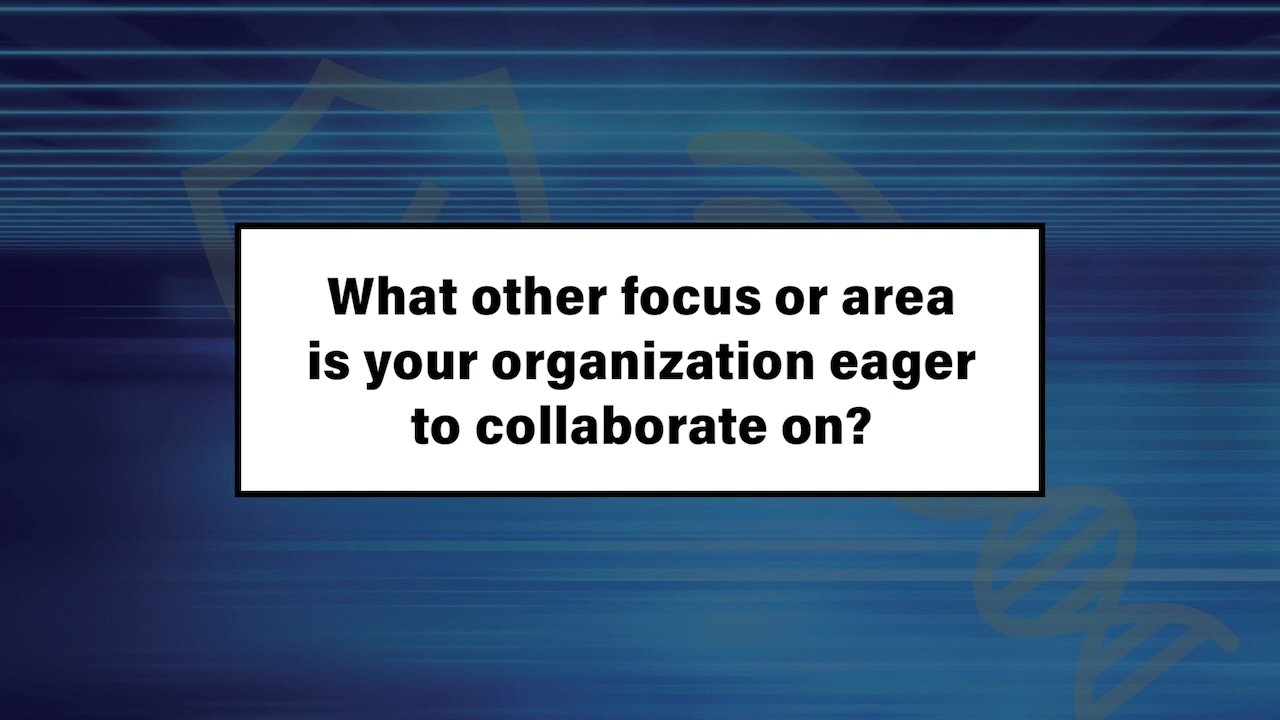 What other focus or area
is your organization eager
to collaborate on?